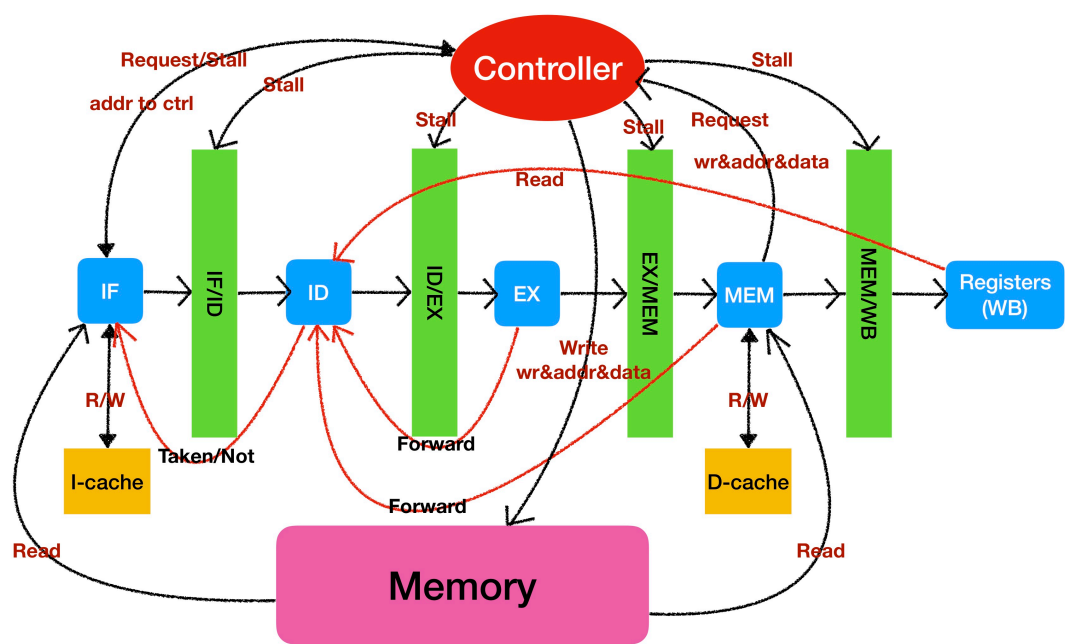 Controller
Request/Stall
Stall
Stall
addr to ctrl
Stall
Stall
Request
wr&addr&data
Read
IF
IF/ID
ID
ID/EX
EX
EX/MEM
MEM
MEM/WB
Registers
(WB)
Write
wr&addr&data
R/W
R/W
Taken/Not
Forward
I-cache
D-cache
Forward
Read
Read
Memory